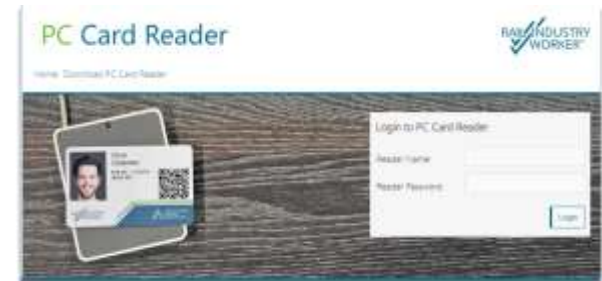 PC Card Reader
RAIL INDUSTRY
WORKER
Home Download PC Card Reader
Login to PC Card Reader
Reader Name
Reader Password
Login